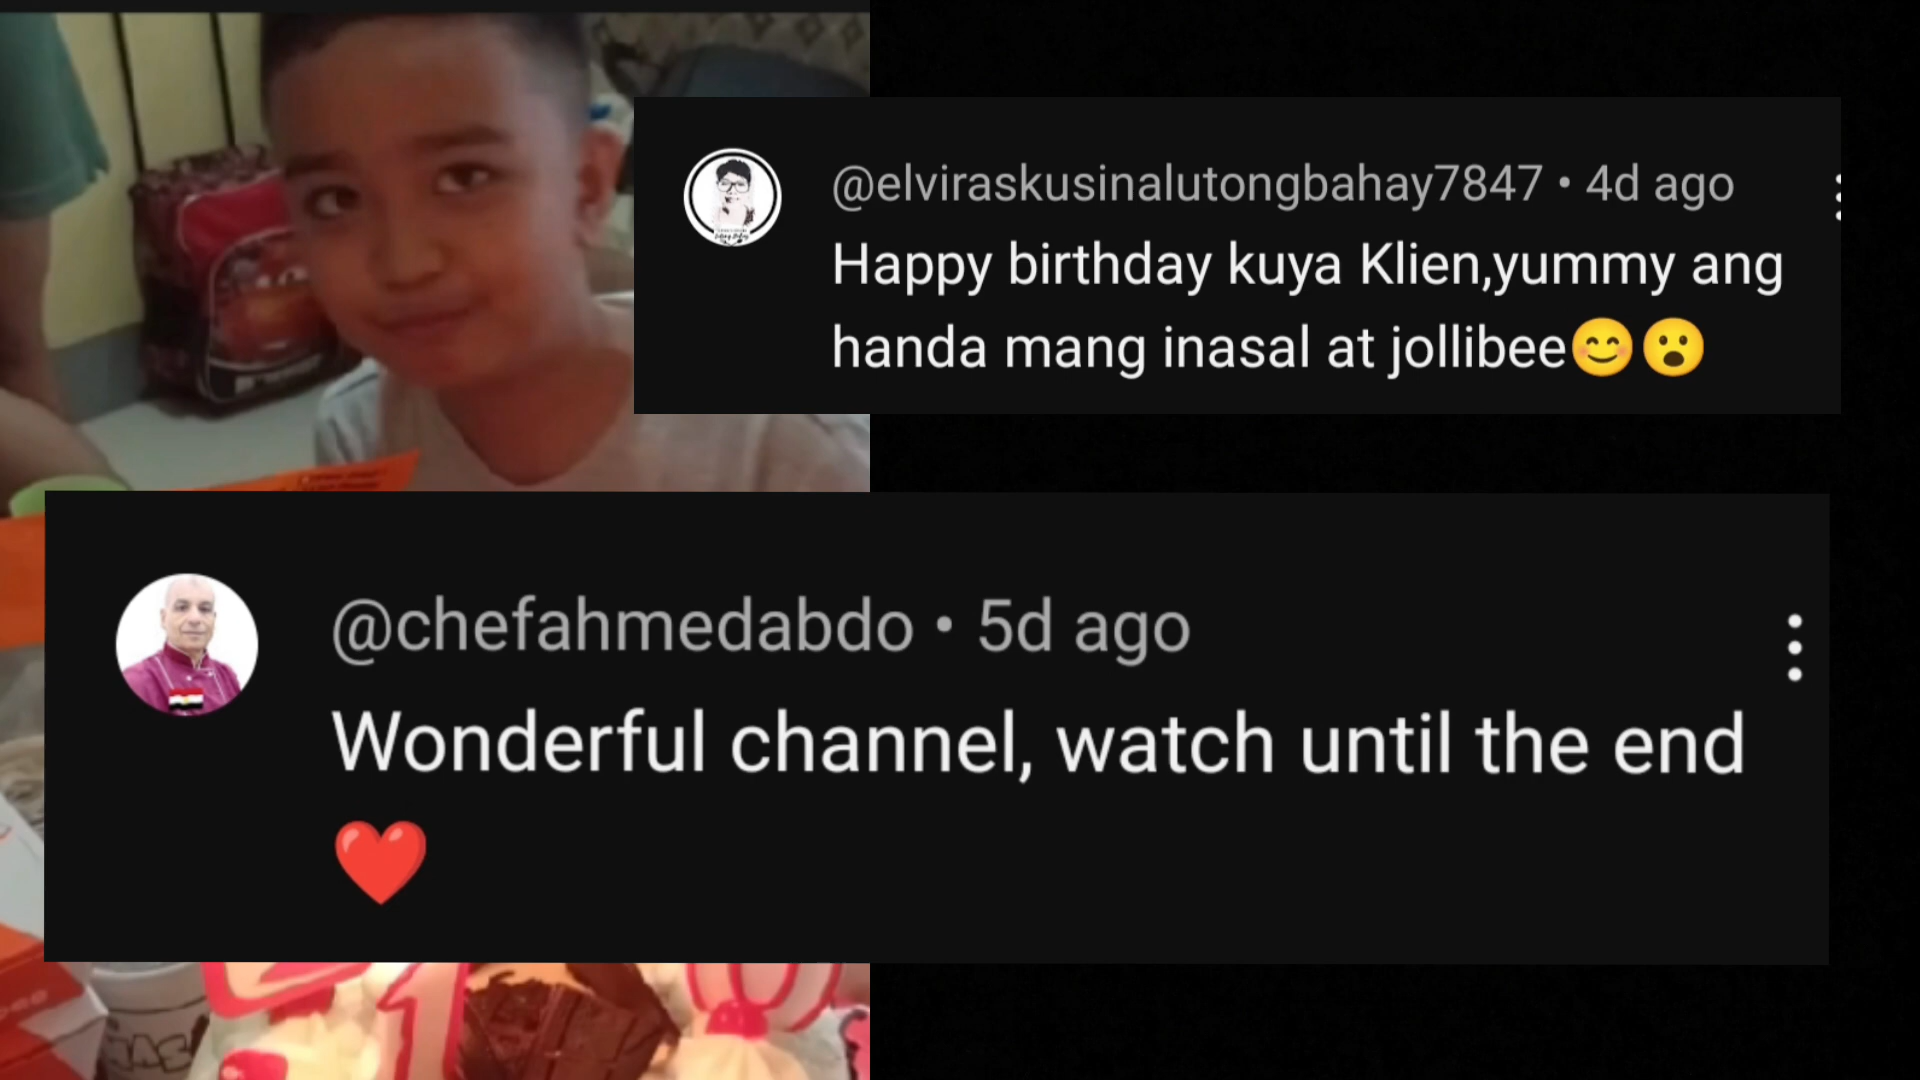 @elviraskusinalutongbahay7847 • 4d ago
Happy birthday kuya Klien,yummy ang
handa mang inasal at jollibee😊😮
@chefahmedabdo • 5d ago
Wonderful channel, watch until the end
❤️
10